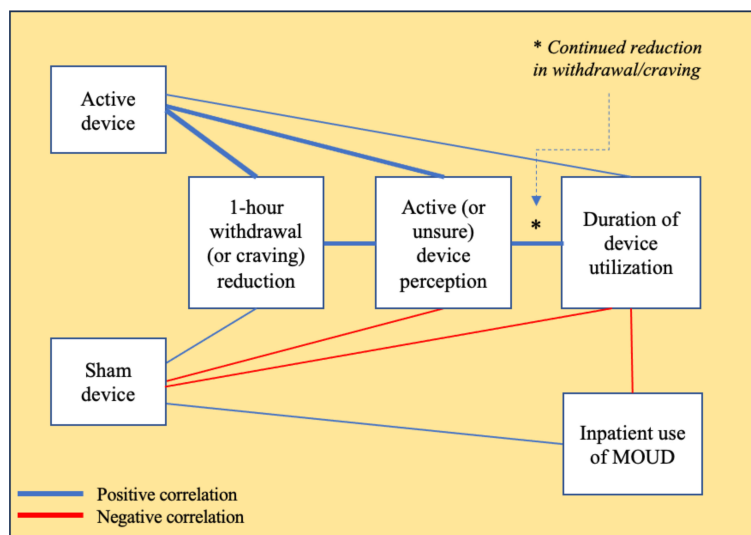 * Continued reduction
in withdrawal/craving
Active
device
1-hour
withdrawal
(or craving)
reduction
Active (or
unsure)
device
perception
*
Duration of
device
utilization
Sham
device
Inpatient use
of MOUD
Positive correlation
Negative correlation